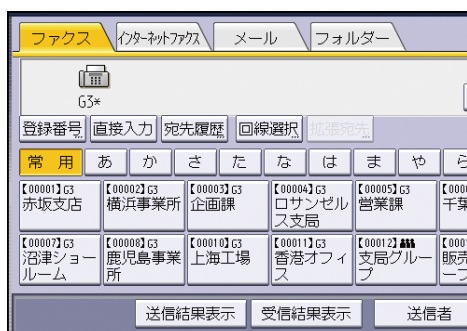 ファクス インターネットファクス メール フォルダー
G3*
登録番号 直接入力 宛先履歴 回線選択 拡張宛先
常用 あ か さ た な は ま や ら
【00001】G3 【00002】G3 【00003】G3 【00004】G3 【00005】G3 【000
赤坂支店 横浜事業所 企画課 ロサンゼル 営業課 千葉
ス支局
【00007】G3 【00008】G3 【00010】G3 【00011】G3 【00012】 【000
沼津ショー 鹿児島事業 上海工場 香港オフィ 支局グルー 販売
ルーム 所 ス プ ープ
送信結果表示 受信結果表示 送信者